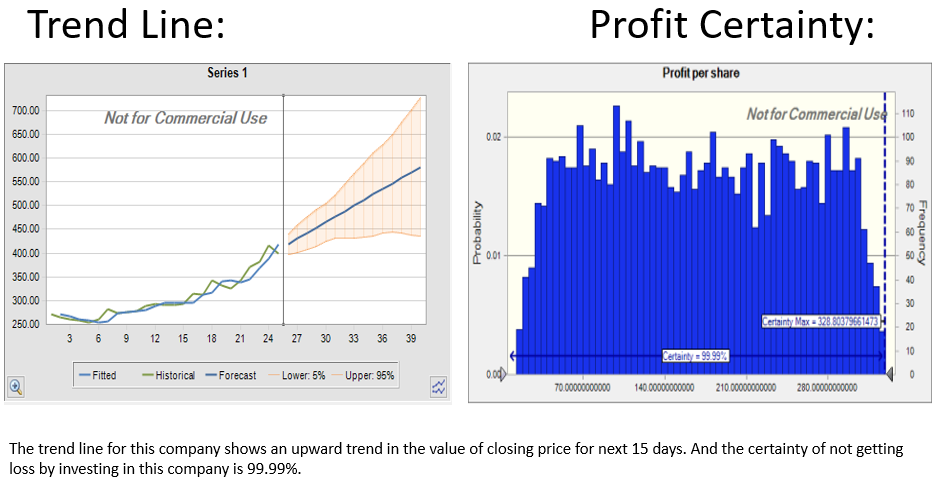 Trend Line:
Profit Certainty:
Series 1
Not for Commercial Use
700.00
650.00
600.00
550.00
500.00
450.00
400.00
350.00
300.00
250.00
3 6 9 12 15 18 21 24 27 30 33 36 39
Fitted Historical Forecast Lower: 5% Upper: 95%
Profit per share
Not for Commercial Use
0.02
0.01
0.00
Probability
110
100
90
80
70
60
50
40
30
20
10
0
Frequency
Certainty Max = 328.80379661473
Certainty = 99.99%
70.00000000000 140.00000000000 210.00000000000 280.00000000000
The trend line for this company shows an upward trend in the value of closing price for next 15 days. And the certainty of not getting
loss by investing in this company is 99.99%.